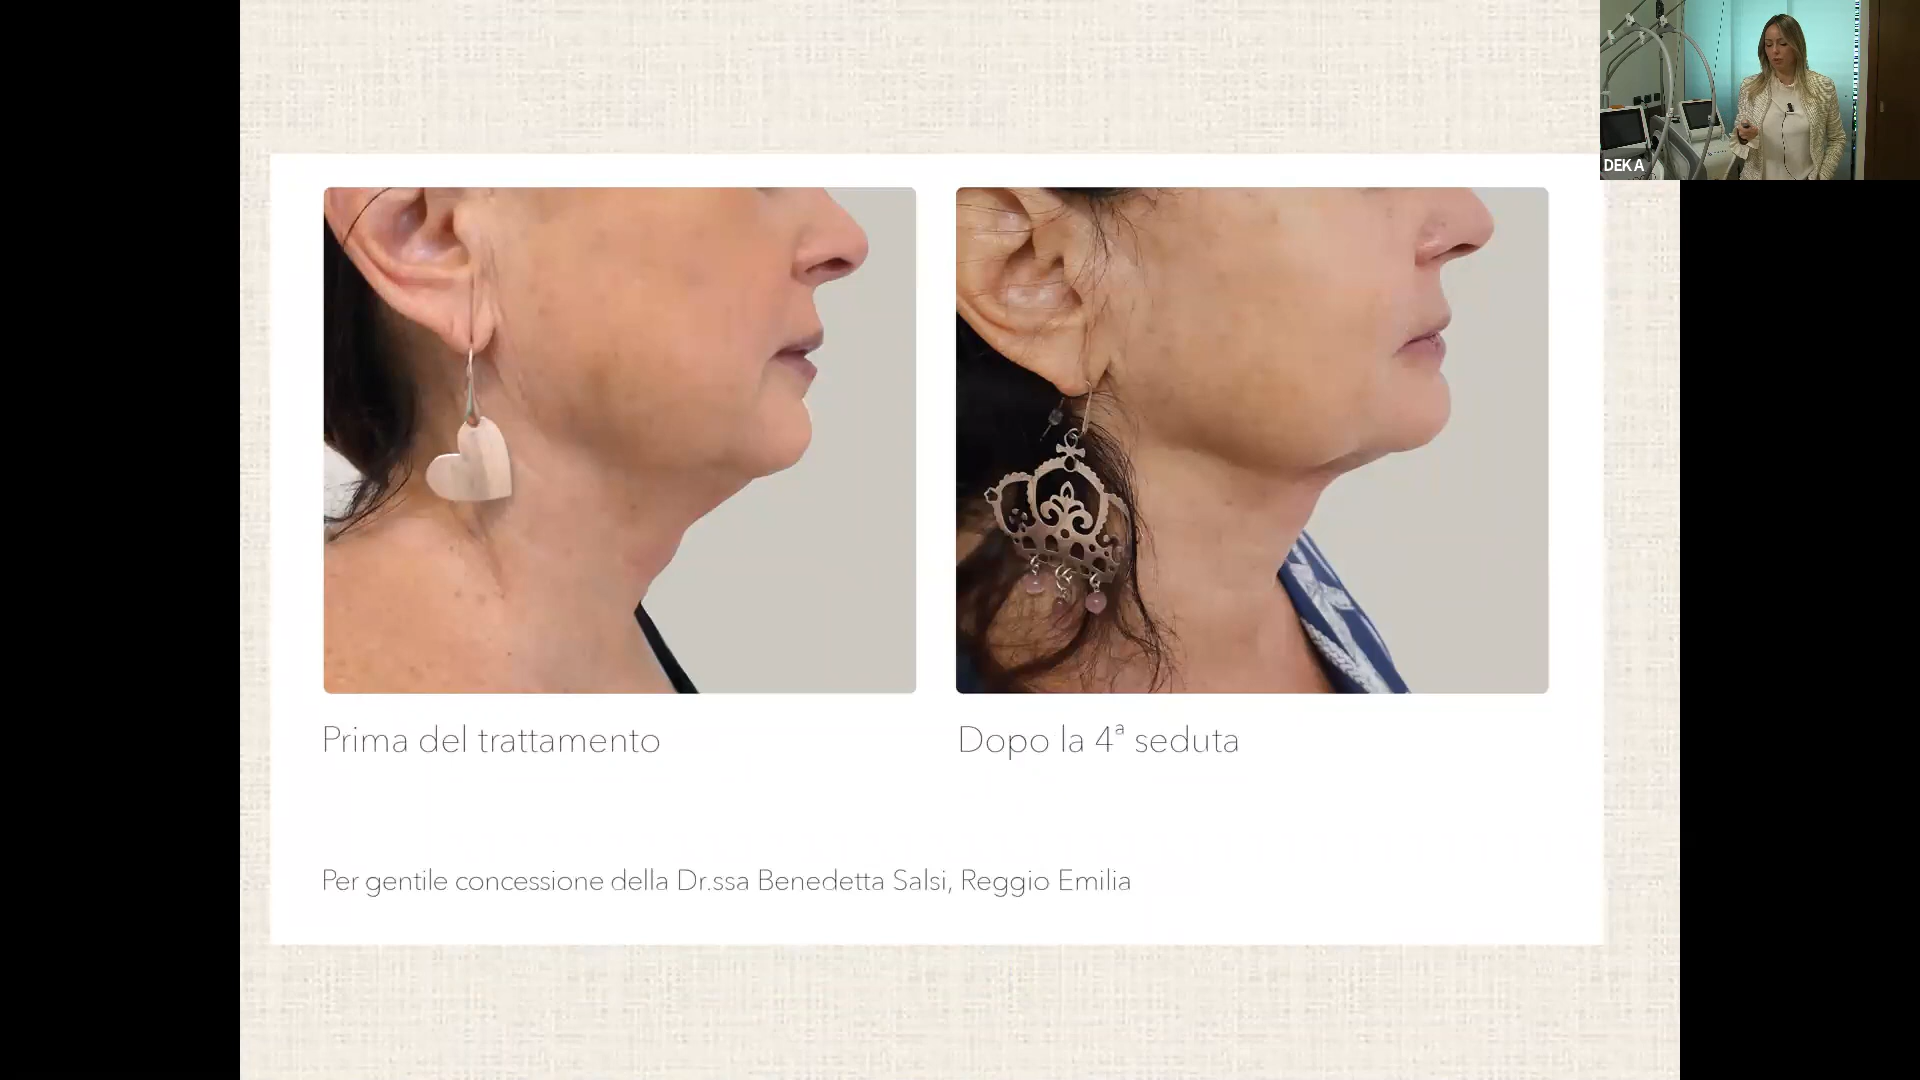 DEKA
Prima del trattamento
Dopo la 4ª seduta
Per gentile concessione della Dr.ssa Benedetta Salsi, Reggio Emilia